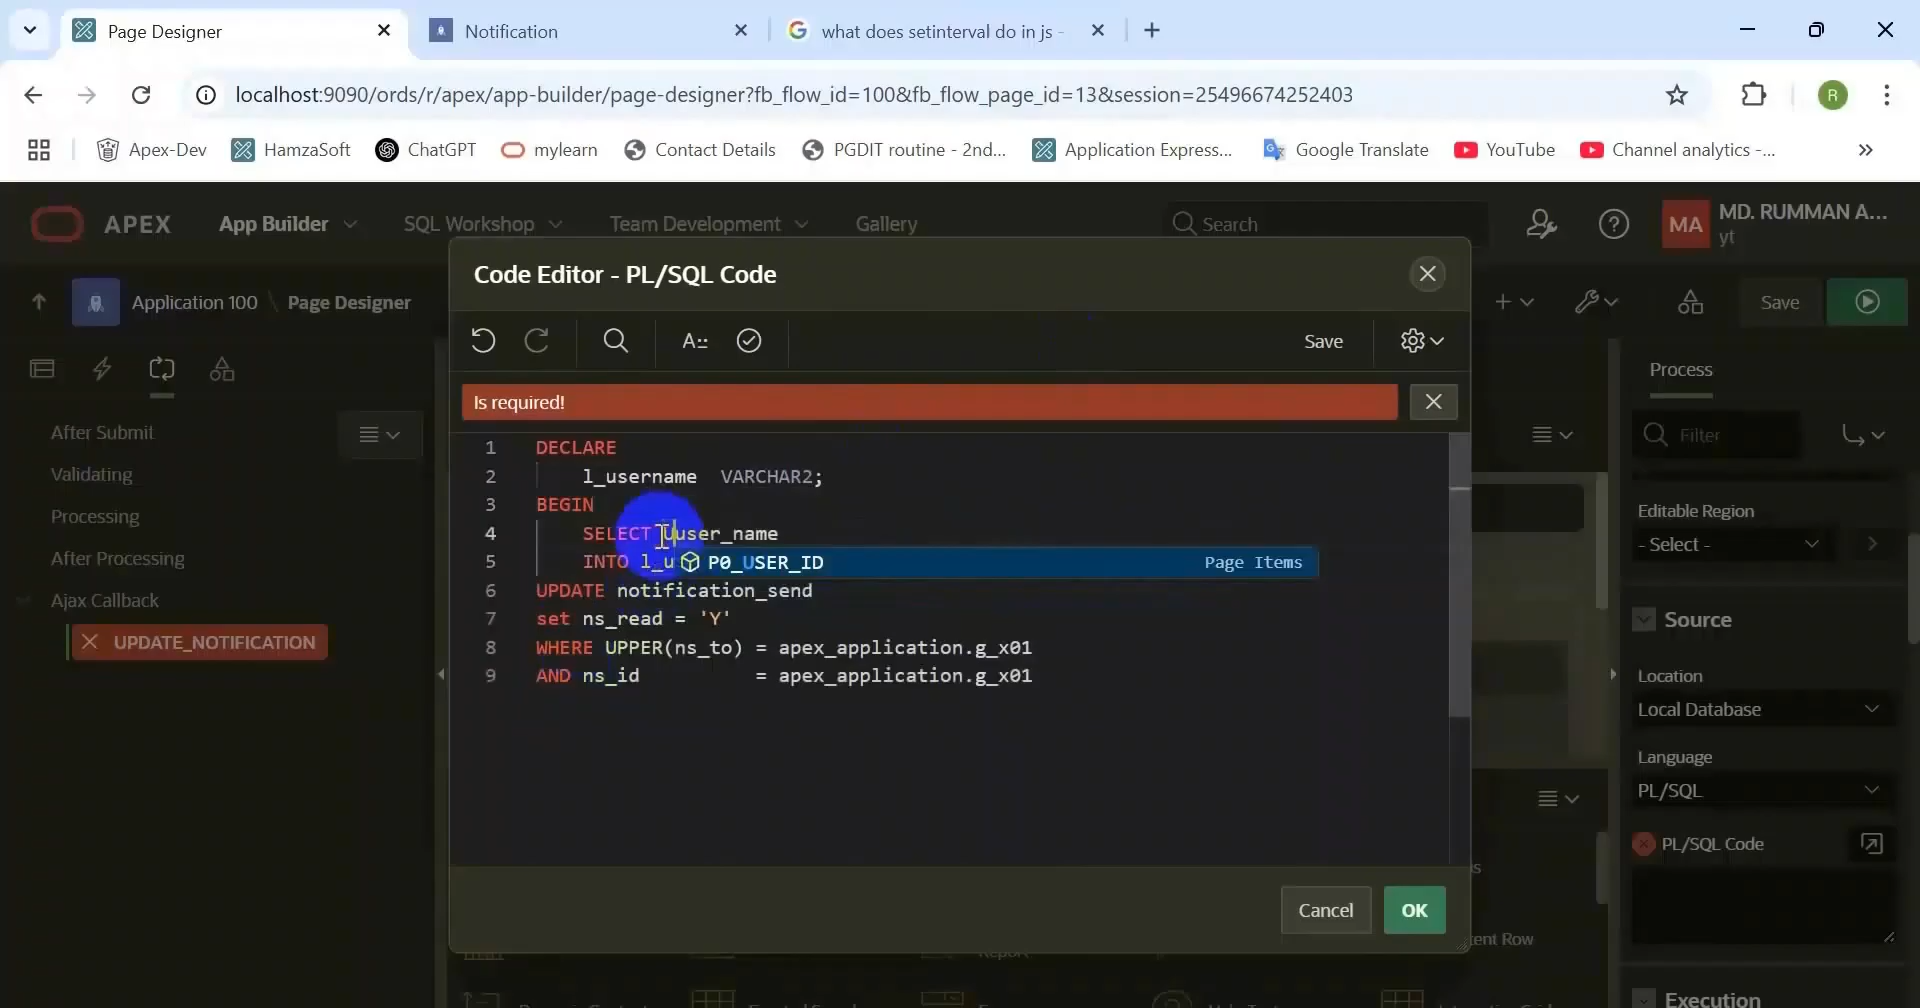 Page Designer
Notification
what does setinterval do in js -
localhost:9090/ords/r/apex/app-builder/page-designer?fb_flow_id=100&fb_flow_page_id=13&session=25496674252403
R
Apex-Dev
HamzaSoft
ChatGPT
mylearn
Contact Details
PGDIT routine - 2nd...
Application Express...
Google Translate
YouTube
Channel analytics -...
APEX
App Builder
SQL Workshop
Team Development
Gallery
Search
MA
MD. RUMMAN A...
yt
Application 100 \ Page Designer
Save
After Submit
Validating
Processing
After Processing
Ajax Callback
UPDATE_NOTIFICATION
Code Editor - PL/SQL Code
A::
Save
Is required!
1 DECLARE
2 l_username VARCHAR2;
3 BEGIN
4 SELECT Uuser_name
5 INTO l_u
P0_USER_ID Page Items
6 UPDATE notification_send
7 set ns_read = 'Y'
8 WHERE UPPER(ns_to) = apex_application.g_x01
9 AND ns_id = apex_application.g_x01
Cancel
OK
Process
Filter
Editable Region
- Select -
Source
Location
Local Database
Language
PL/SQL
PL/SQL Code
Execution